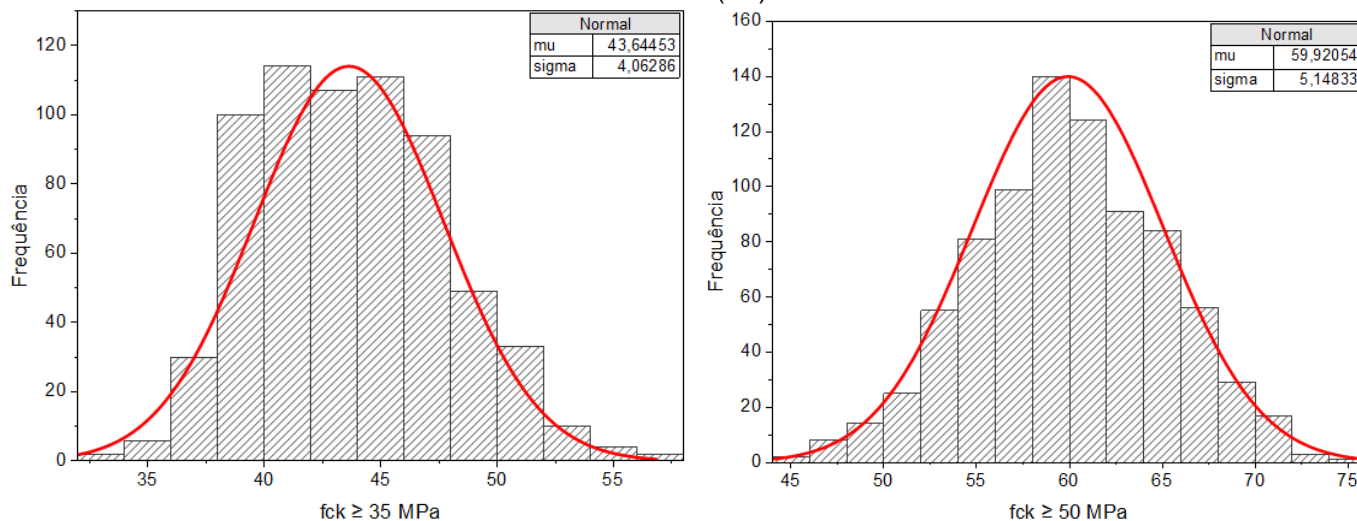 Normal
mu 43,64453
sigma 4,06286
120
100
80
60
40
20
0
Frequência
35 40 45 50 55
fck ≥ 35 MPa
Normal
mu 59,92054
sigma 5,14833
160
140
120
100
80
60
40
20
0
Frequência
45 50 55 60 65 70 75
fck ≥ 50 MPa